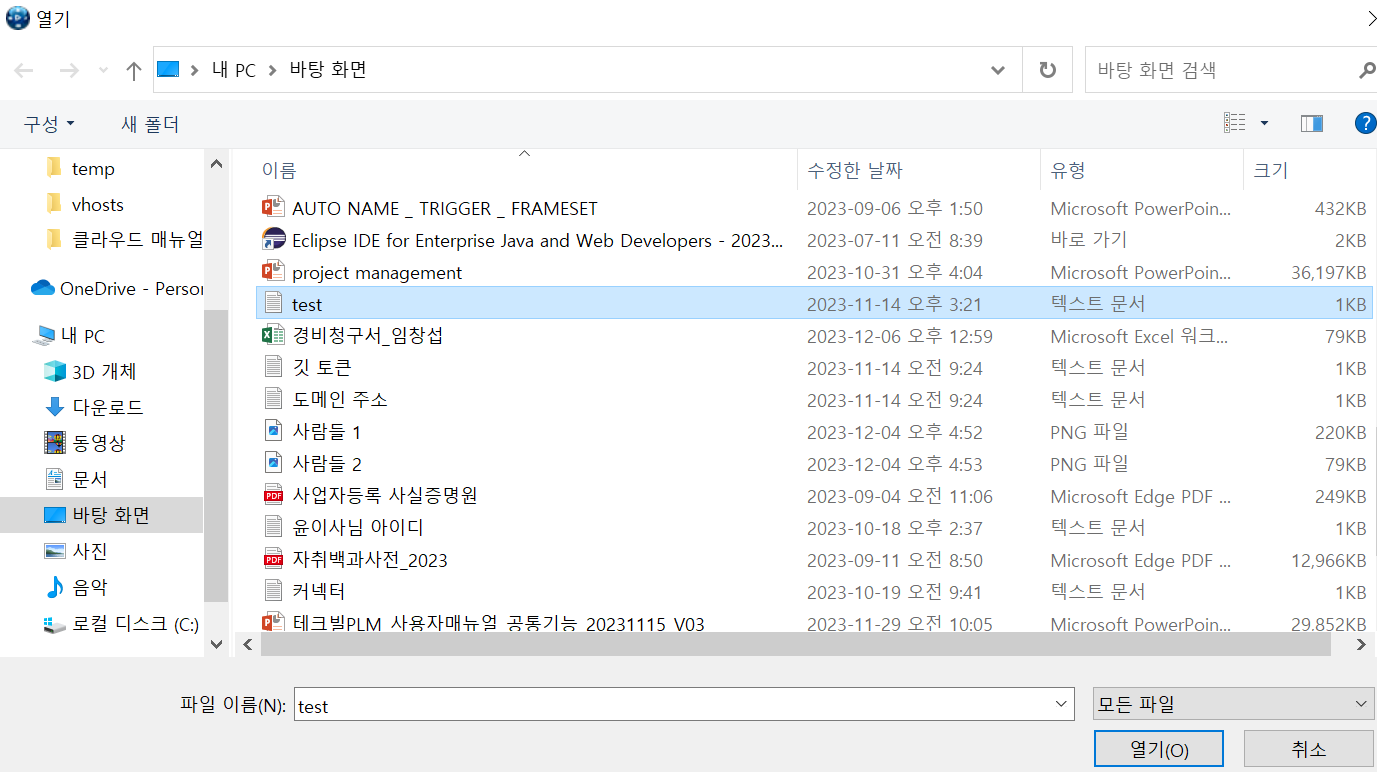 열기
내 PC > 바탕 화면
바탕 화면 검색
구성 새 폴더
temp
vhosts
클라우드 매뉴얼
OneDrive - Person
내 PC
3D 개체
다운로드
동영상
문서
바탕 화면
사진
음악
로컬 디스크 (C:)
이름 수정한 날짜 유형 크기
AUTO NAME _ TRIGGER _ FRAMESET 2023-09-06 오후 1:50 Microsoft PowerPoin... 432KB
Eclipse IDE for Enterprise Java and Web Developers - 2023... 2023-07-11 오전 8:39 바로 가기 2KB
project management 2023-10-31 오후 4:04 Microsoft PowerPoin... 36,197KB
test 2023-11-14 오후 3:21 텍스트 문서 1KB
경비청구서_임창섭 2023-12-06 오후 12:59 Microsoft Excel 워크... 79KB
깃 토큰 2023-11-14 오전 9:24 텍스트 문서 1KB
도메인 주소 2023-11-14 오전 9:24 텍스트 문서 1KB
사람들 1 2023-12-04 오후 4:52 PNG 파일 220KB
사람들 2 2023-12-04 오후 4:53 PNG 파일 79KB
사업자등록 사실증명원 2023-09-04 오전 11:06 Microsoft Edge PDF ... 249KB
윤이사님 아이디 2023-10-18 오후 2:37 텍스트 문서 1KB
자취백과사전_2023 2023-09-11 오전 8:50 Microsoft Edge PDF ... 12,966KB
커넥터 2023-10-19 오전 9:41 텍스트 문서 1KB
테크빌PLM_사용자매뉴얼_공통기능_20231115_V03 2023-11-29 오전 10:05 Microsoft PowerPoin... 29,852KB
파일 이름(N): test 모든 파일
열기(O) 취소